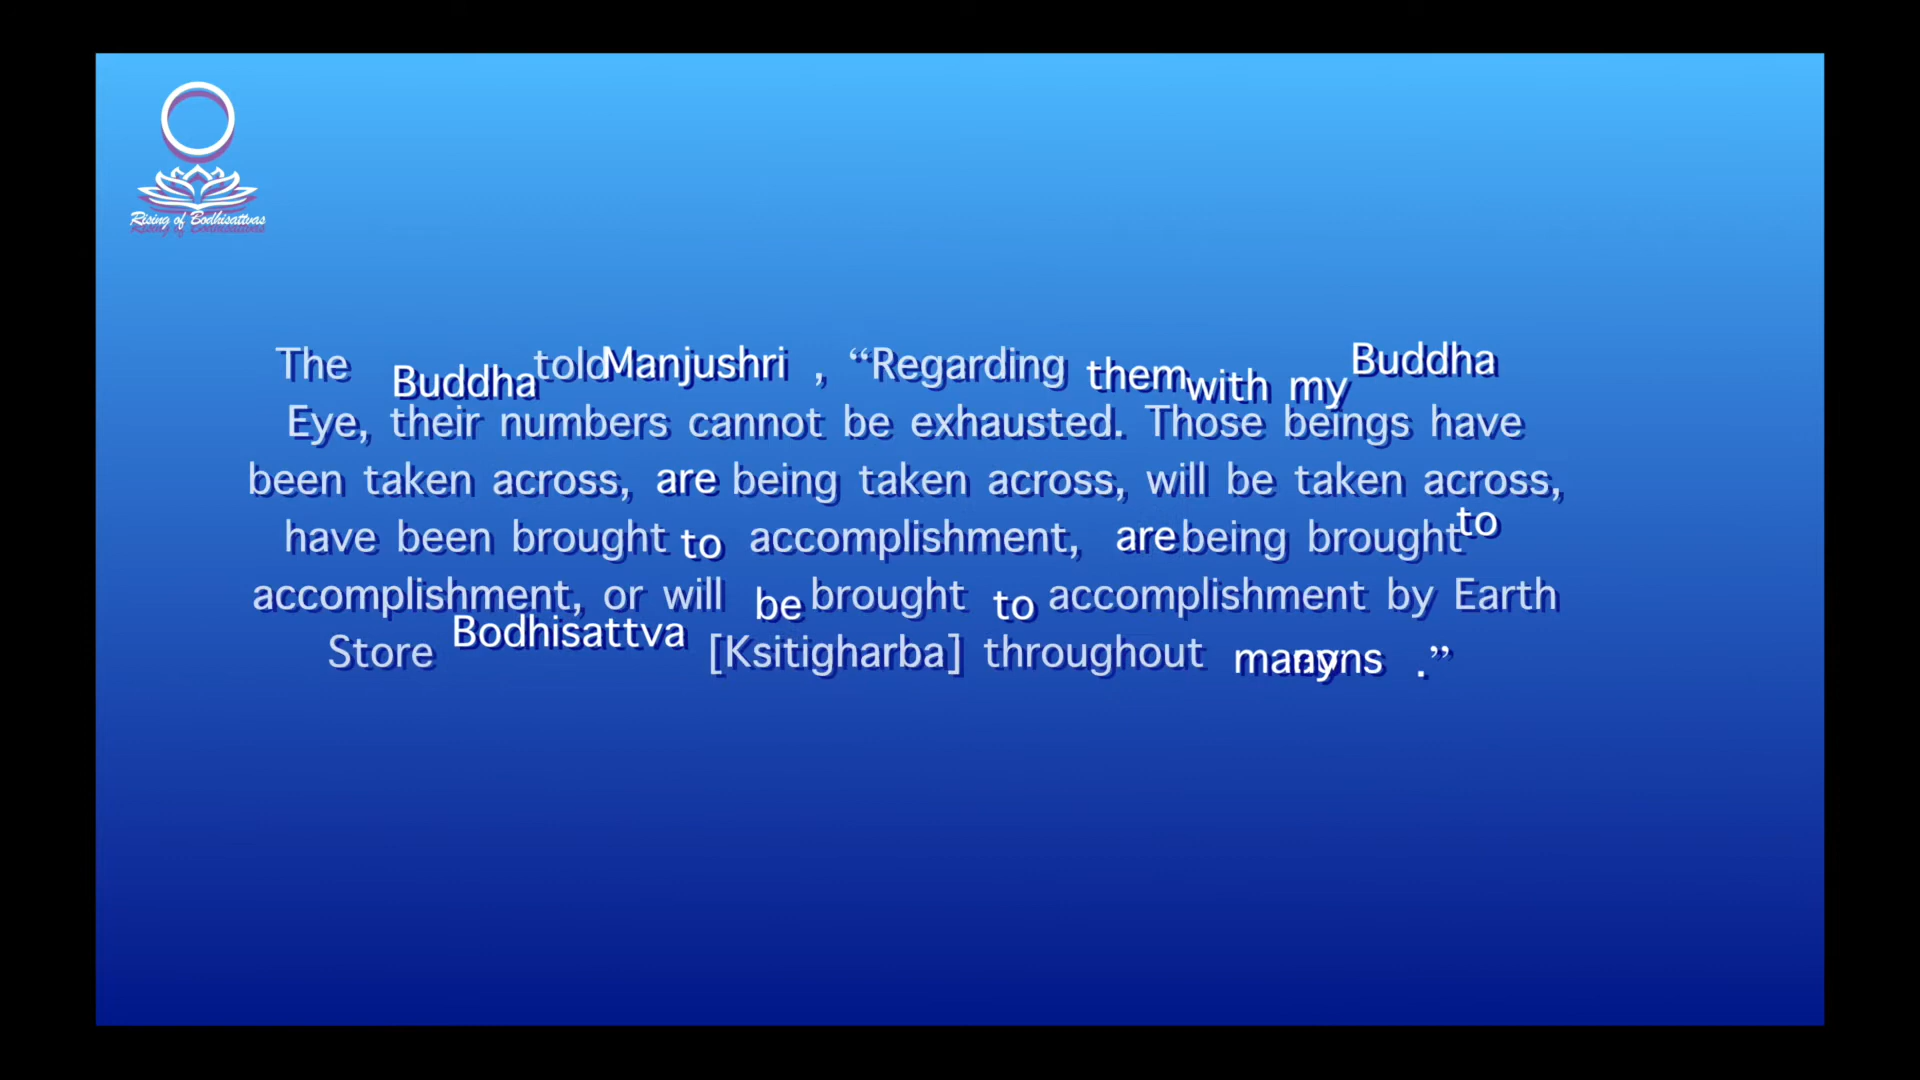 Rising of Bodhisattvas
The Buddha told Manjushri , “Regarding them with my Buddha
Eye, their numbers cannot be exhausted. Those beings have
been taken across, are being taken across, will be taken across,
have been brought to accomplishment, are being brought to
accomplishment, or will be brought to accomplishment by Earth
Store Bodhisattva [Ksitigharba] throughout many .”